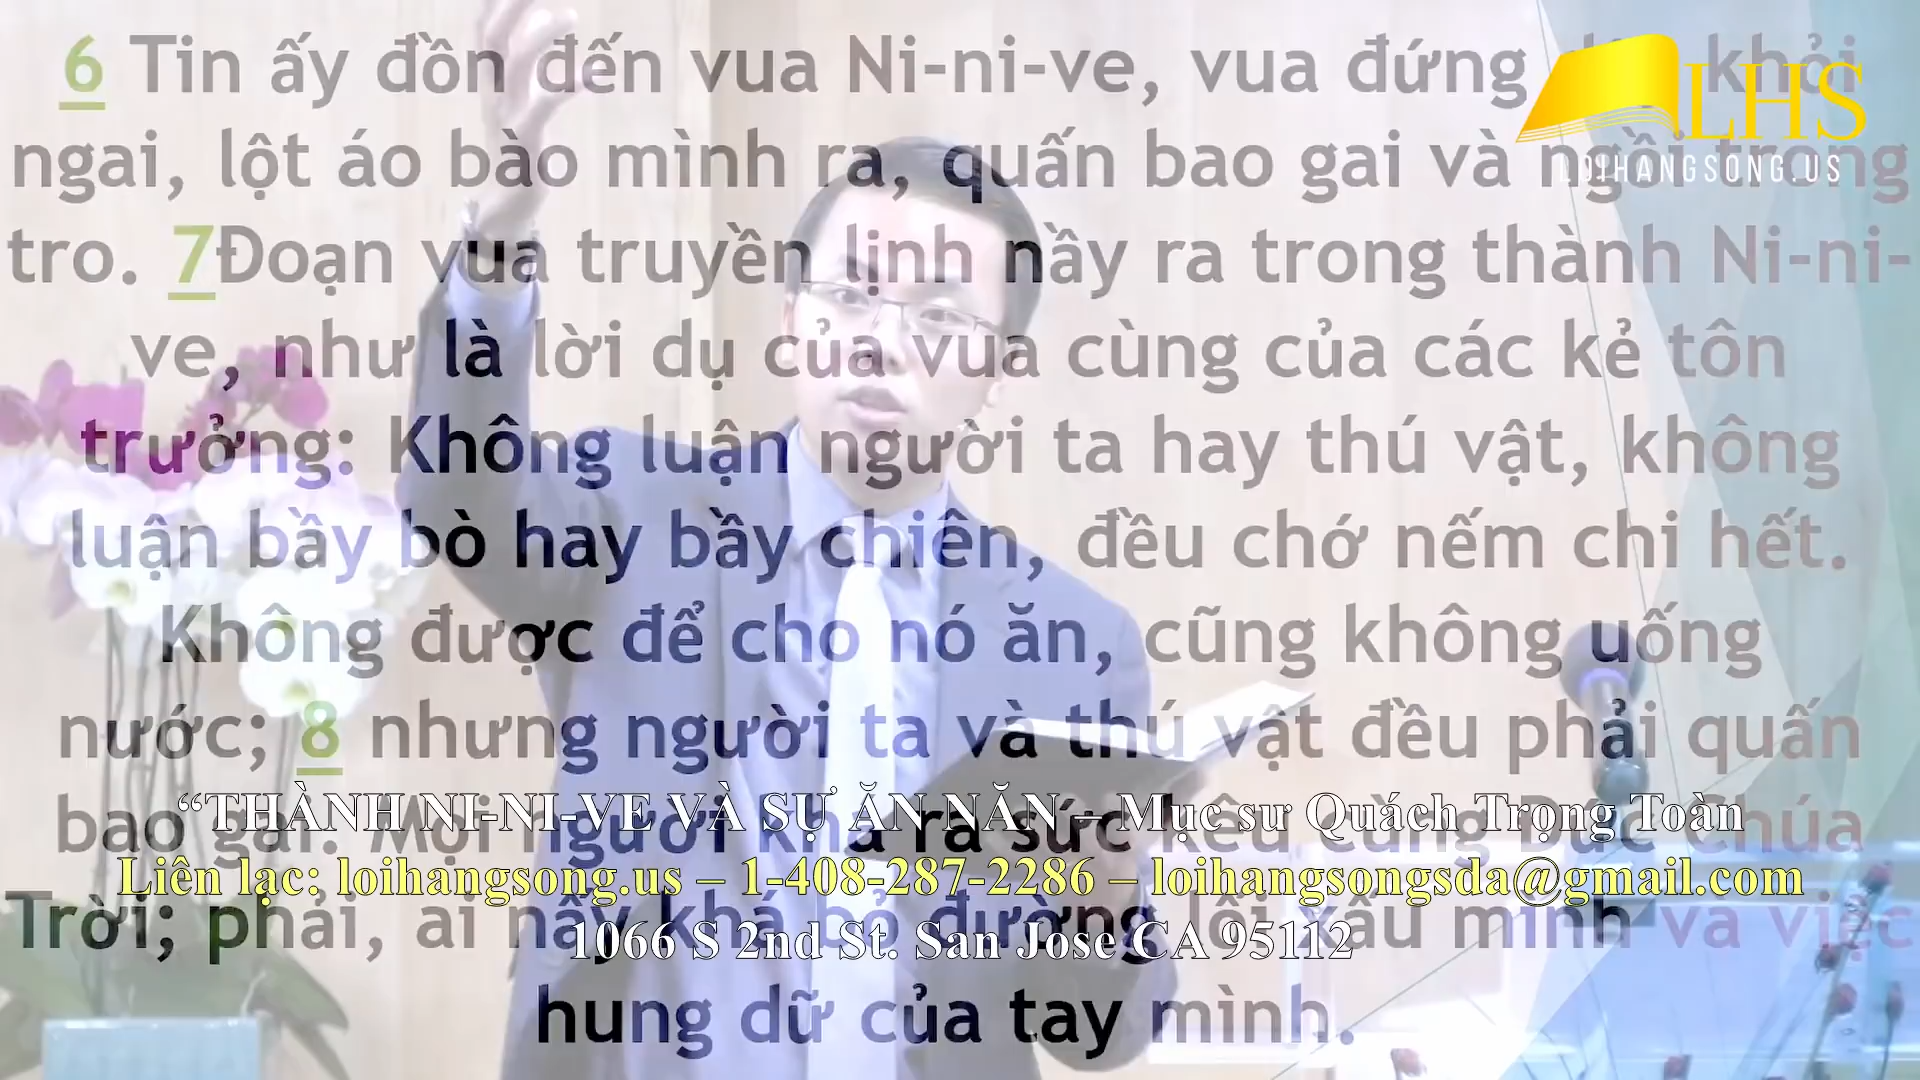 6 Tin ấy đồn đến vua Ni-ni-ve, vua đứng khỏi
LHS
ngai, lột áo bào mình ra, quấn bao gai và ngồi trong
LOIHANGSONG.US
tro. 7Đoạn vua truyền lịnh nầy ra trong thành Ni-ni-
ve, như là lời dụ của vua cùng của các kẻ tôn
trưởng: Không luận người ta hay thú vật, không
luận bầy bò hay bầy chiên, đều chớ nếm chi hết.
Không được để cho nó ăn, cũng không uống
nước; 8 nhưng người ta và thú vật đều phải quấn
bao gai. Mọi người khá ra sức kêu cùng Đức Chúa
“THÀNH NI-NI-VE VÀ SỰ ĂN NĂN – Mục sư Quách Trọng Toàn
Liên lạc: loihangsong.us – 1-408-287-2286 – loihangsongsda@gmail.com
Trời; phải, ai nấy khá bỏ đường lối xấu mình và việc
1066 S 2nd St. San Jose CA 95112
hung dữ của tay mình.